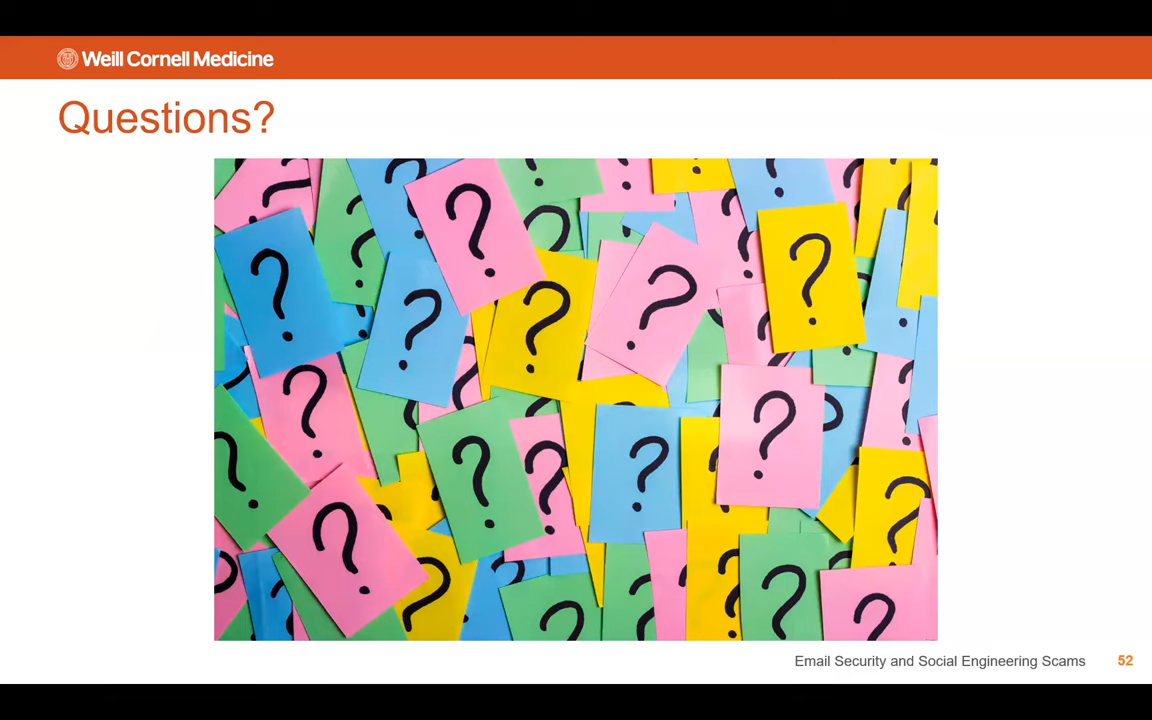 Weill Cornell Medicine
Questions?
Email Security and Social Engineering Scams 52